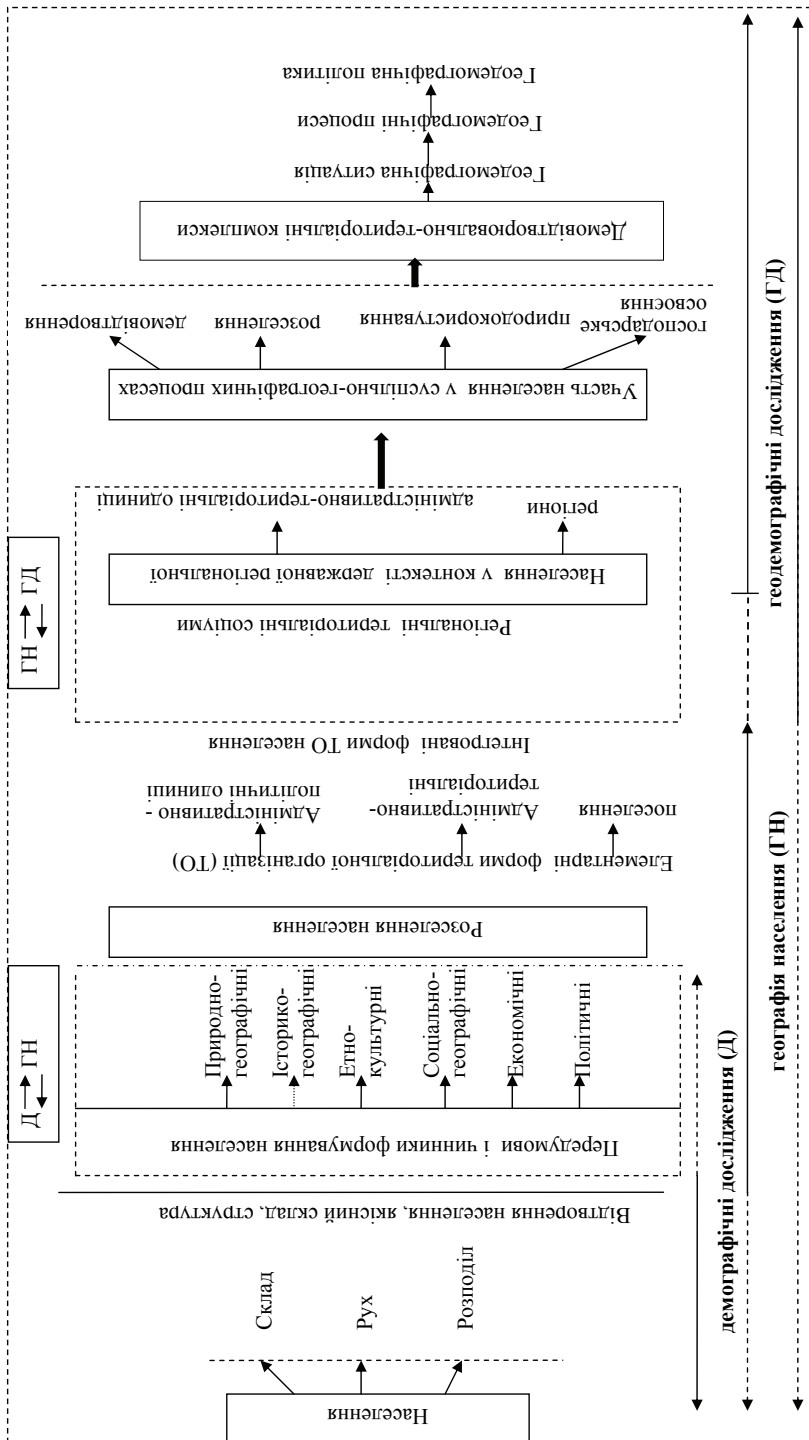 Населення
Склад
Рух
Розподіл
Відтворення населення, якісний склад, структура
Д
ГН
Передумови і чинники формування населення
Природно-
географічні
Історико-
географічні
Етно-
культурні
Соціально-
географічні
Економічні
Політичні
Розселення населення
Елементарні форми територіальної організації (ТО)
Адміністративно -
політичні одиниці
Адміністративно-
територіальні
поселення
Інтегровані форми ТО населення
ГН
ГД
Регіональні територіальні соціуми
Населення в контексті державної регіональної
адміністративно-територіальні одиниці
регіони
Участь населення в суспільно-географічних процесах
демовідтворення
розселення
природокористування
господарське
освоєння
Демовідтворювально-територіальні комплекси
Геодемографічна ситуація
Геодемографічні процеси
Геодемографічна політика
демографічні дослідження (Д)
географія населення (ГН)
геодемографічні дослідження (ГД)